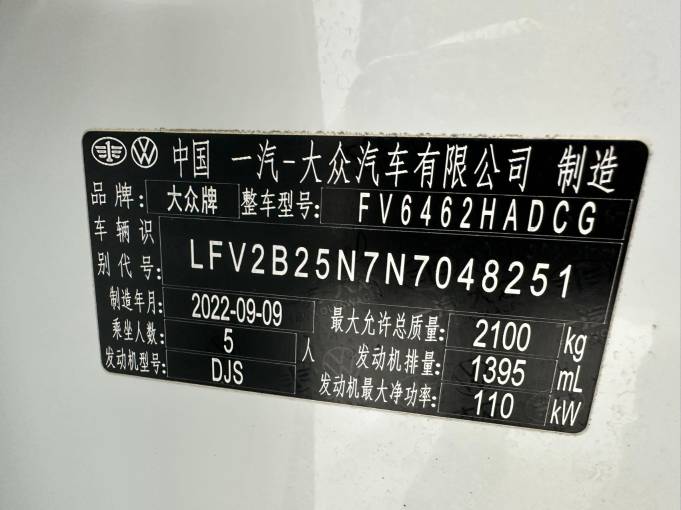 中国 一汽-大众汽车有限公司 制造
品牌: 大众牌 整车型号: FV6462HADCG
车辆识别代号: LFV2B25N7N7048251
制造年月: 2022-09-09 最大允许总质量: 2100 kg
乘坐人数: 5 人 发动机排量: 1395 mL
发动机型号: DJS 发动机最大净功率: 110 kW